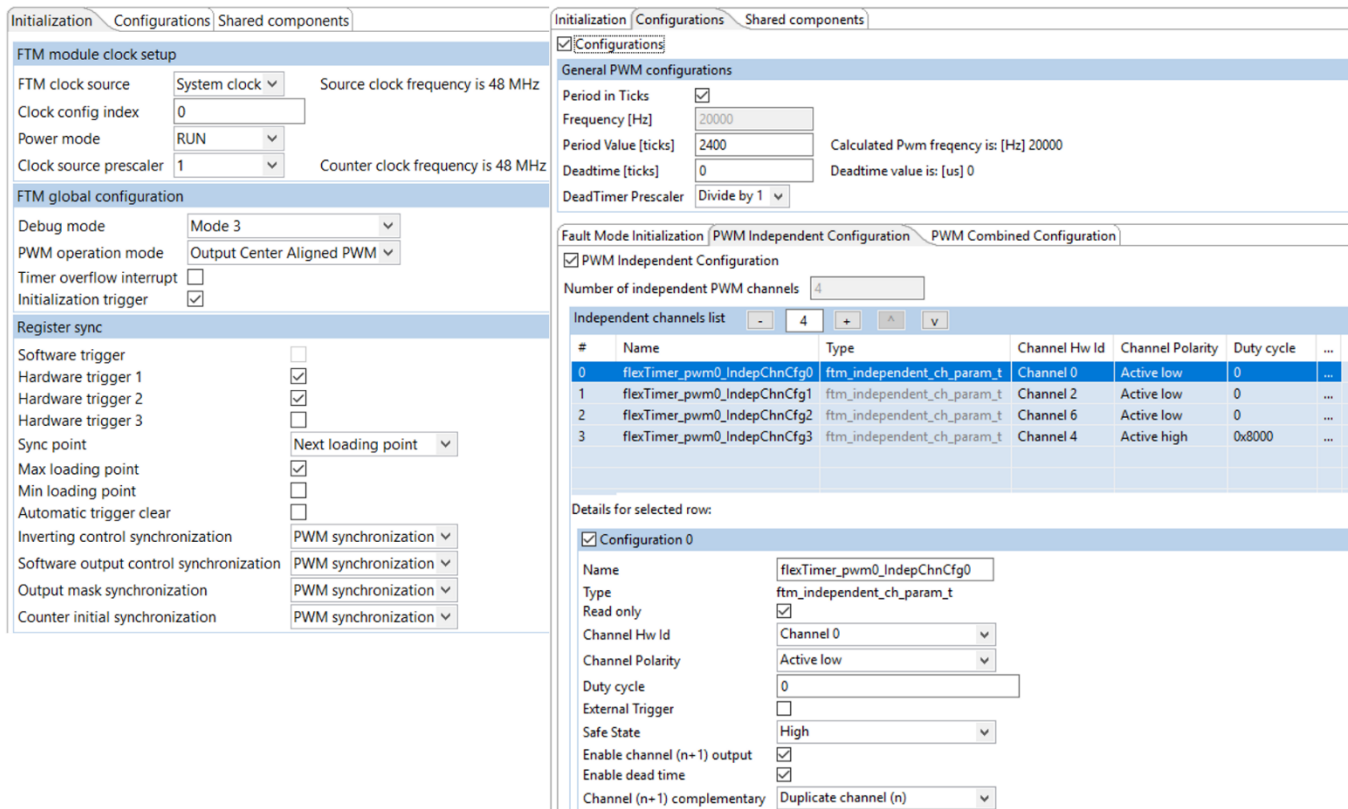 Initialization Configurations Shared components
FTM module clock setup
FTM clock source System clock Source clock frequency is 48 MHz
Clock config index 0
Power mode RUN
Clock source prescaler 1 Counter clock frequency is 48 MHz
FTM global configuration
Debug mode Mode 3
PWM operation mode Output Center Aligned PWM
Timer overflow interrupt
Initialization trigger
Register sync
Software trigger
Hardware trigger 1
Hardware trigger 2
Hardware trigger 3
Sync point Next loading point
Max loading point
Min loading point
Automatic trigger clear
Inverting control synchronization PWM synchronization
Software output control synchronization PWM synchronization
Output mask synchronization PWM synchronization
Counter initial synchronization PWM synchronization
Initialization Configurations Shared components
Configurations
General PWM configurations
Period in Ticks
Frequency [Hz] 20000
Period Value [ticks] 2400 Calculated Pwm freqency is: [Hz] 20000
Deadtime [ticks] 0 Deadtime value is: [us] 0
DeadTimer Prescaler Divide by 1
Fault Mode Initialization PWM Independent Configuration PWM Combined Configuration
PWM Independent Configuration
Number of independent PWM channels 4
Independent channels list - 4 + ^ v
# Name Type Channel Hw Id Channel Polarity Duty cycle ...
0 flexTimer_pwm0_IndepChnCfg0 ftm_independent_ch_param_t Channel 0 Active low 0 ...
1 flexTimer_pwm0_IndepChnCfg1 ftm_independent_ch_param_t Channel 2 Active low 0 ...
2 flexTimer_pwm0_IndepChnCfg2 ftm_independent_ch_param_t Channel 6 Active low 0 ...
3 flexTimer_pwm0_IndepChnCfg3 ftm_independent_ch_param_t Channel 4 Active high 0x8000 ...
Details for selected row:
Configuration 0
Name flexTimer_pwm0_IndepChnCfg0
Type ftm_independent_ch_param_t
Read only
Channel Hw Id Channel 0
Channel Polarity Active low
Duty cycle 0
External Trigger
Safe State High
Enable channel (n+1) output
Enable dead time
Channel (n+1) complementary Duplicate channel (n)